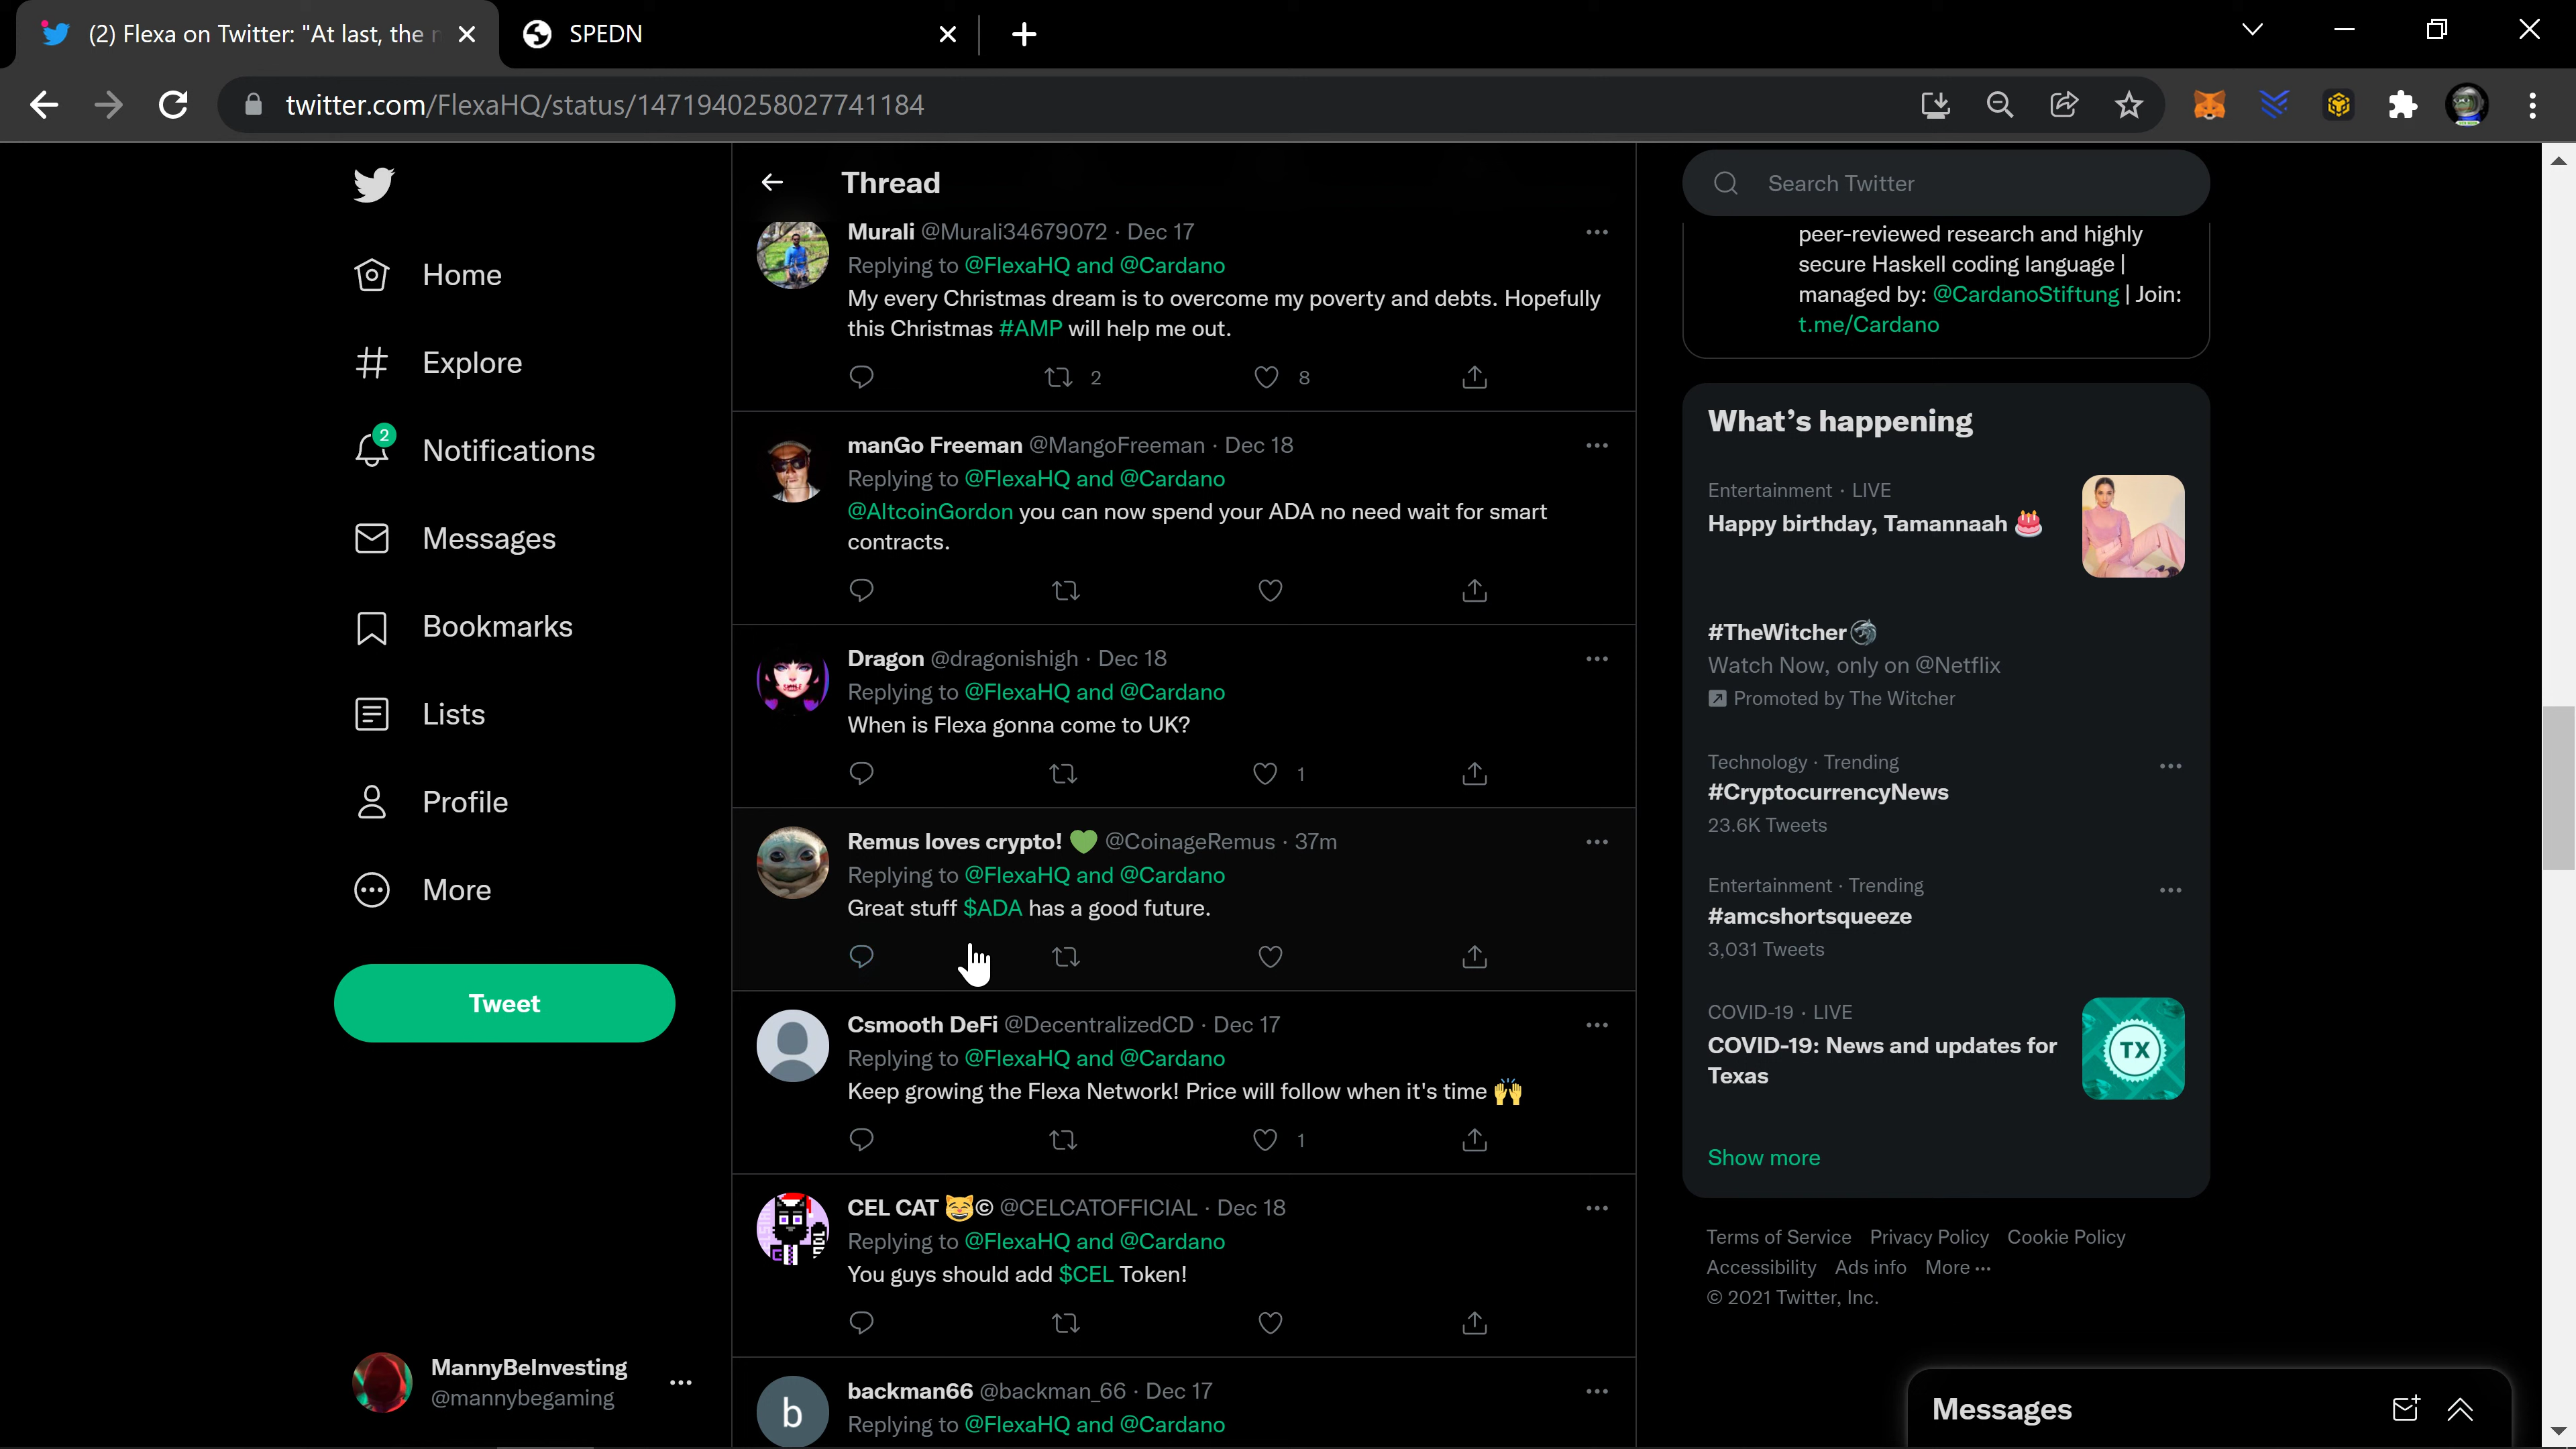 (2) Flexa on Twitter: "At last, the
SPEDN
twitter.com/FlexaHQ/status/1471940258027741184
Home
Explore
2
Notifications
Messages
Bookmarks
Lists
Profile
More
Tweet
MannyBeInvesting
@mannybegaming
Thread
Murali @Murali34679072 · Dec 17
Replying to @FlexaHQ and @Cardano
My every Christmas dream is to overcome my poverty and debts. Hopefully
this Christmas #AMP will help me out.
2 8
manGo Freeman @MangoFreeman · Dec 18
Replying to @FlexaHQ and @Cardano
@AltcoinGordon you can now spend your ADA no need wait for smart
contracts.
Dragon @dragonishigh · Dec 18
Replying to @FlexaHQ and @Cardano
When is Flexa gonna come to UK?
1
Remus loves crypto! 💚 @CoinageRemus · 37m
Replying to @FlexaHQ and @Cardano
Great stuff $ADA has a good future.
Csmooth DeFi @DecentralizedCD · Dec 17
Replying to @FlexaHQ and @Cardano
Keep growing the Flexa Network! Price will follow when it's time 🙌
1
CEL CAT 😸© @CELCATOFFICIAL · Dec 18
Replying to @FlexaHQ and @Cardano
You guys should add $CEL Token!
b
backman66 @backman_66 · Dec 17
Replying to @FlexaHQ and @Cardano
Search Twitter
peer-reviewed research and highly
secure Haskell coding language |
managed by: @CardanoStiftung | Join:
t.me/Cardano
What's happening
Entertainment · LIVE
Happy birthday, Tamannaah 🎂
#TheWitcher
Watch Now, only on @Netflix
Promoted by The Witcher
Technology · Trending
#CryptocurrencyNews
23.6K Tweets
Entertainment · Trending
#amcshortsqueeze
3,031 Tweets
COVID-19 · LIVE
COVID-19: News and updates for
Texas
TX
Show more
Terms of Service Privacy Policy Cookie Policy
Accessibility Ads info More ···
© 2021 Twitter, Inc.
Messages